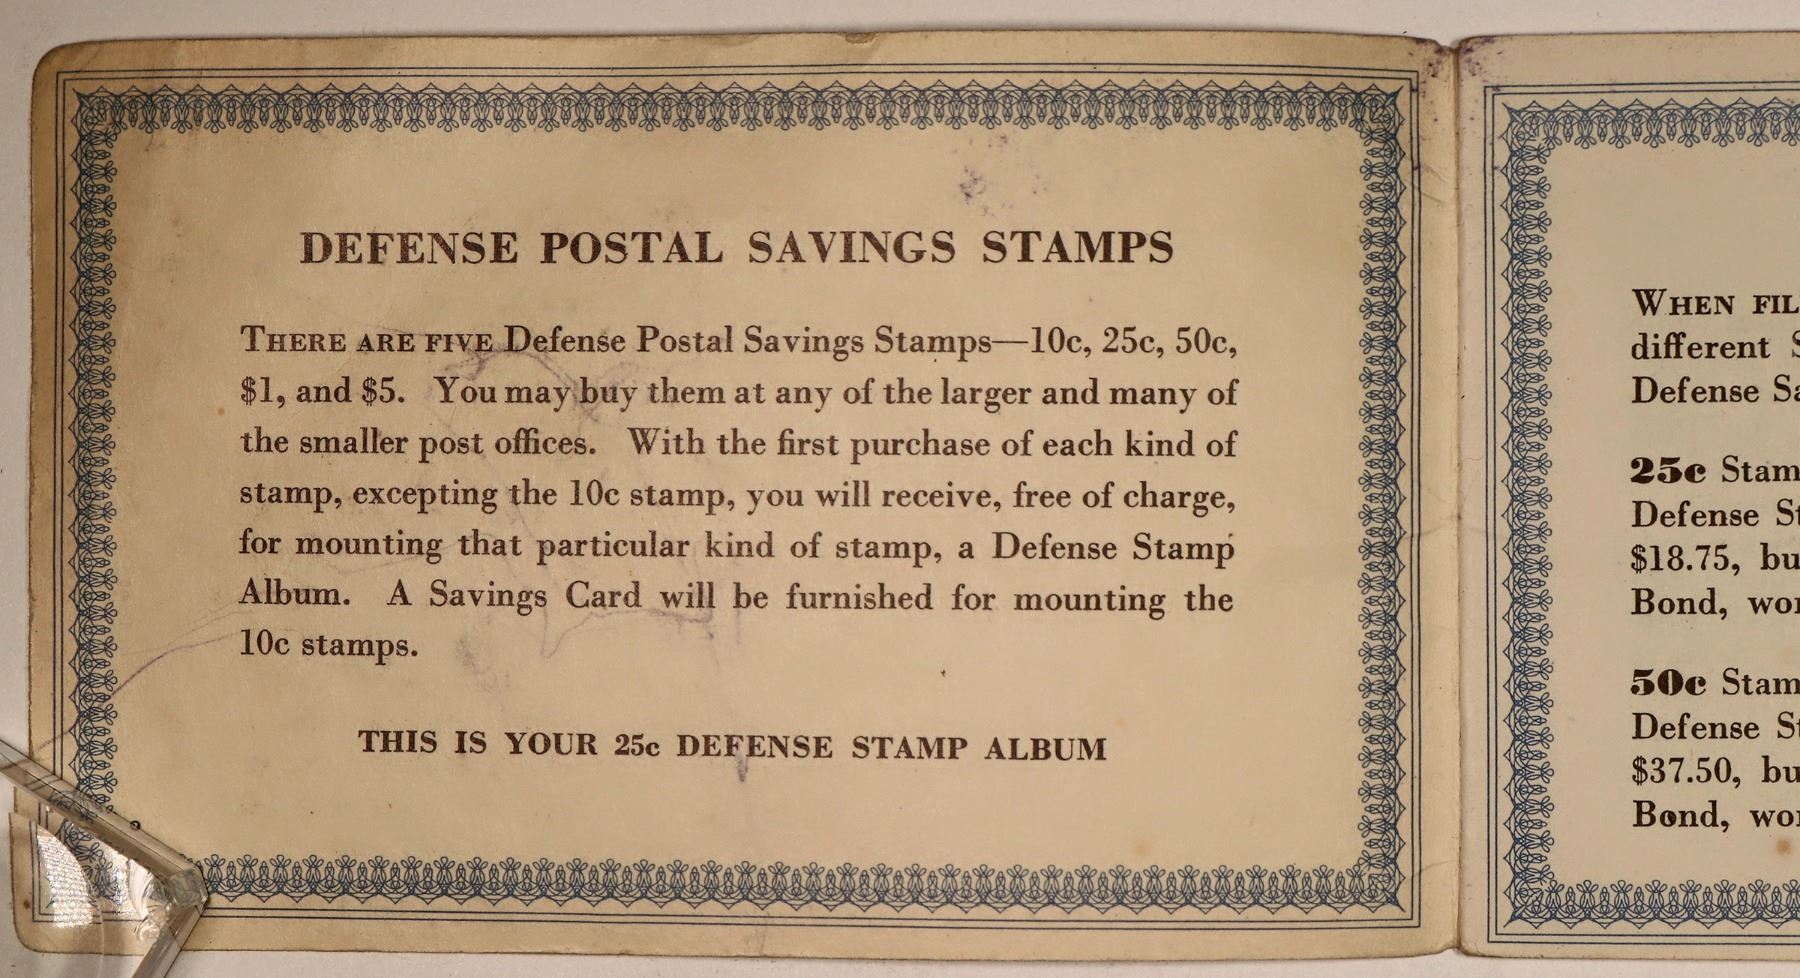 DEFENSE POSTAL SAVINGS STAMPS
THERE ARE FIVE Defense Postal Savings Stamps—10c, 25c, 50c,
$1, and $5. You may buy them at any of the larger and many of
the smaller post offices. With the first purchase of each kind of
stamp, excepting the 10c stamp, you will receive, free of charge,
for mounting that particular kind of stamp, a Defense Stamp
Album. A Savings Card will be furnished for mounting the
10c stamps.
THIS IS YOUR 25c DEFENSE STAMP ALBUM
WHEN
different
Defense
25c
Defense
$18.75,
Bond,
50c
Defense
$37.50,
Bond,